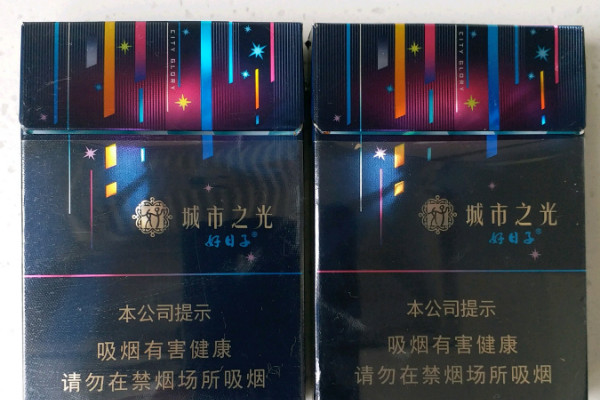 CITY GLORY
城市之光
好日子®
本公司提示
吸烟有害健康
请勿在禁烟场所吸烟
CITY GLORY
城市之光
好日子®
本公司提示
吸烟有害健康
请勿在禁烟场所吸烟